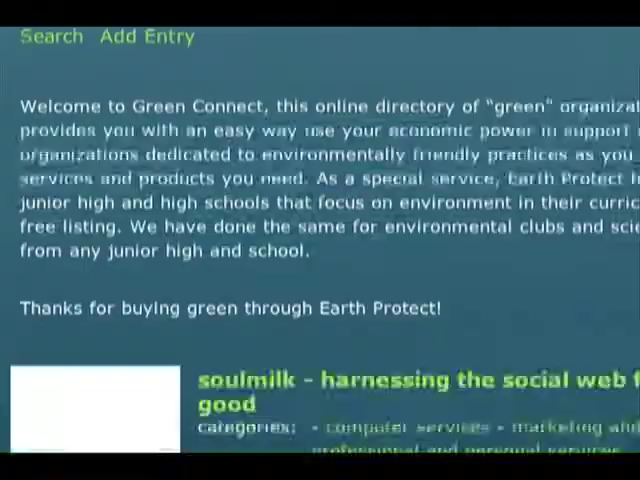 Search Add Entry
Welcome to Green Connect, this online directory of "green"
provides you with an easy way use your economic power to support
organizations dedicated to environmentally friendly practices as you
services and products you need. As a special service, Earth Protect
junior high and high schools that focus on environment in their
free listing. We have done the same for environmental clubs and
from any junior high and school.
Thanks for buying green through Earth Protect!
soulmilk - harnessing the social web
good
categories: - computer services - marketing
professional and personal services